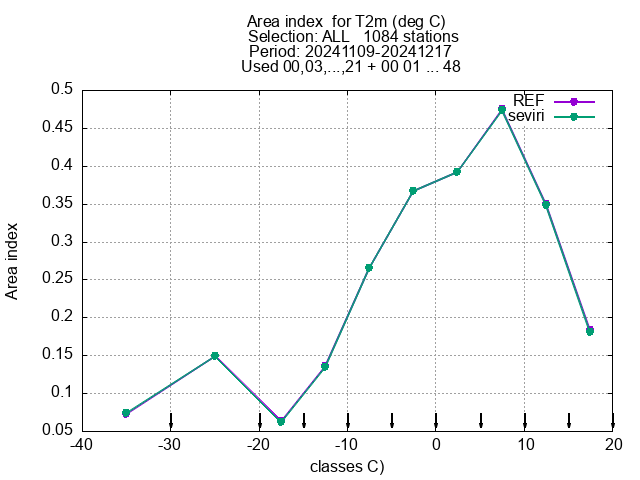 Area index  for T2m (deg C)
Selection: ALL   1084 stations
Period: 20241109-20241217
Used 00,03,...,21 + 00 01 ... 48
REF
seviri
0.5
0.45
0.4
0.35
0.3
0.25
0.2
0.15
0.1
0.05
Area index
-40 -30 -20 -10 0 10 20
classes C)